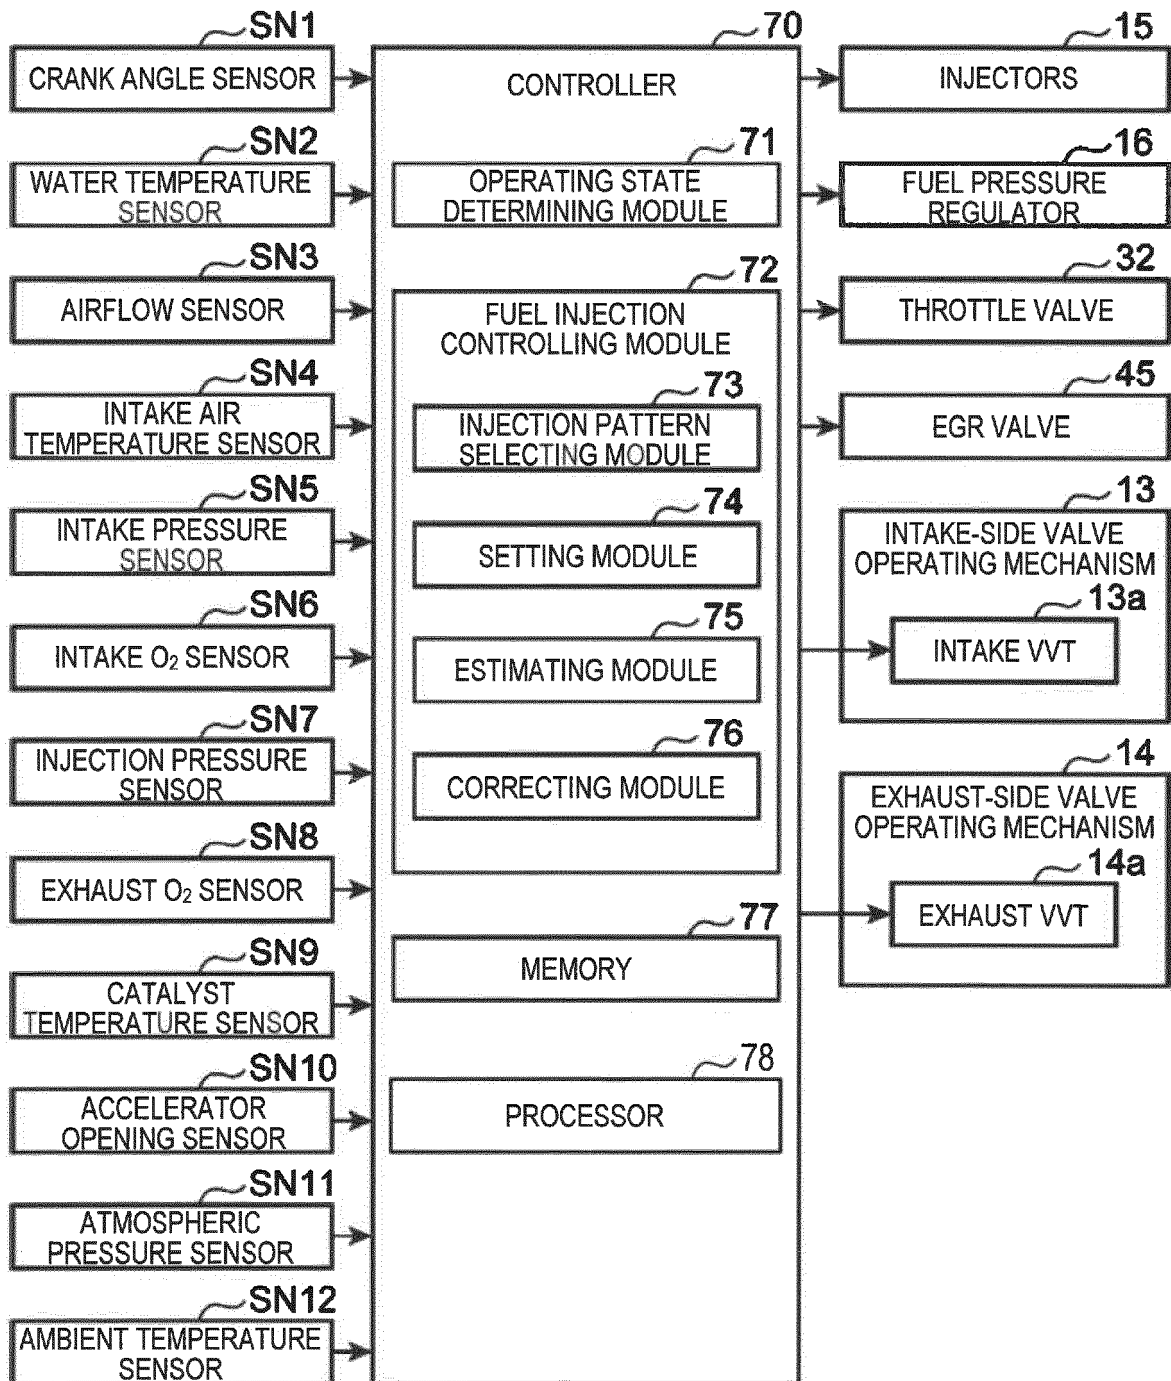 SN1
CRANK ANGLE SENSOR
SN2
WATER TEMPERATURE
SENSOR
SN3
AIRFLOW SENSOR
SN4
INTAKE AIR
TEMPERATURE SENSOR
SN5
INTAKE PRESSURE
SENSOR
SN6
INTAKE O₂ SENSOR
SN7
INJECTION PRESSURE
SENSOR
SN8
EXHAUST O₂ SENSOR
SN9
CATALYST
TEMPERATURE SENSOR
SN10
ACCELERATOR
OPENING SENSOR
SN11
ATMOSPHERIC
PRESSURE SENSOR
SN12
AMBIENT TEMPERATURE
SENSOR
70
CONTROLLER
71
OPERATING STATE
DETERMINING MODULE
72
FUEL INJECTION
CONTROLLING MODULE
73
INJECTION PATTERN
SELECTING MODULE
74
SETTING MODULE
75
ESTIMATING MODULE
76
CORRECTING MODULE
77
MEMORY
78
PROCESSOR
15
INJECTORS
16
FUEL PRESSURE
REGULATOR
32
THROTTLE VALVE
45
EGR VALVE
13
INTAKE-SIDE VALVE
OPERATING MECHANISM
13a
INTAKE VVT
14
EXHAUST-SIDE VALVE
OPERATING MECHANISM
14a
EXHAUST VVT